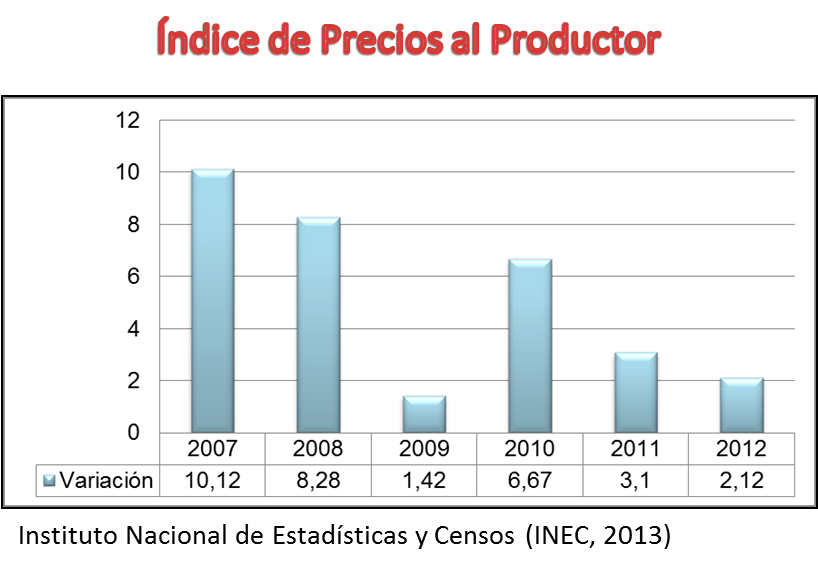 Índice de Precios al Productor
12
10
8
6
4
2
0
2007 2008 2009 2010 2011 2012
Variación 10,12 8,28 1,42 6,67 3,1 2,12
Instituto Nacional de Estadísticas y Censos (INEC, 2013)